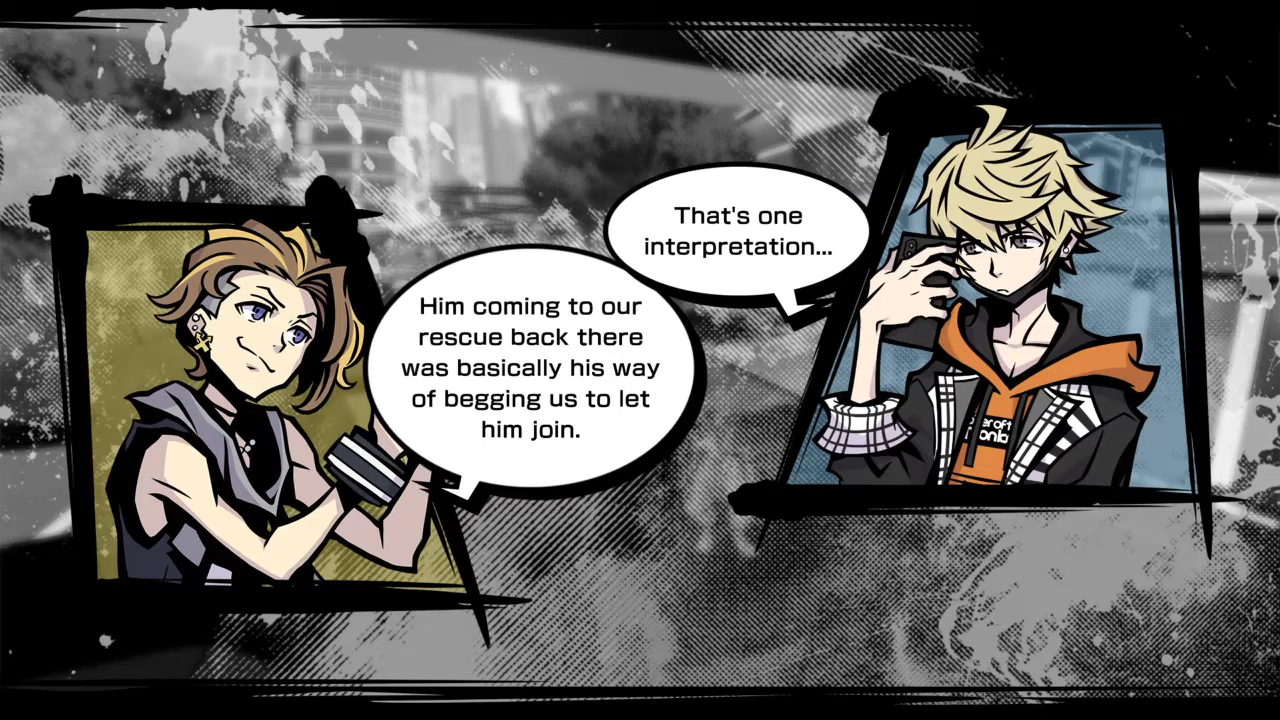 Him coming to our
rescue back there
was basically his way
of begging us to let
him join.
That's one
interpretation...